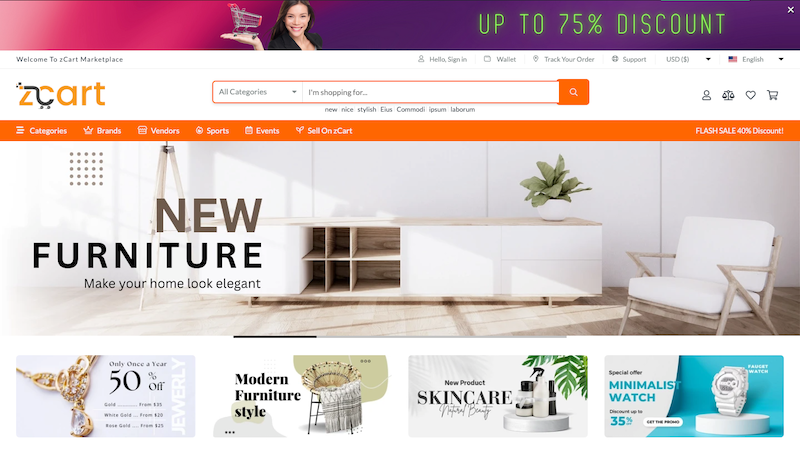 UP TO 75% DISCOUNT
Welcome To zCart Marketplace
Hello, Sign in
Wallet
Track Your Order
Support
USD ($)
English
zcart
All Categories
I'm shopping for...
new nice stylish Eius Commodi ipsum laborum
Categories
Brands
Vendors
Sports
Events
Sell On zCart
FLASH SALE 40% Discount!
NEW
FURNITURE
Make your home look elegant
Only Once a Year
50 % Off
Gold ............. From $35
White Gold .... From $20
Rose Gold .... From $25
JEWERLY
Modern
Furniture
style
New Product
SKINCARE
Natural Beauty
Special offer
MINIMALIST
WATCH
Discount up to
35%
GET THE PROMO
FAUCET
WATCH